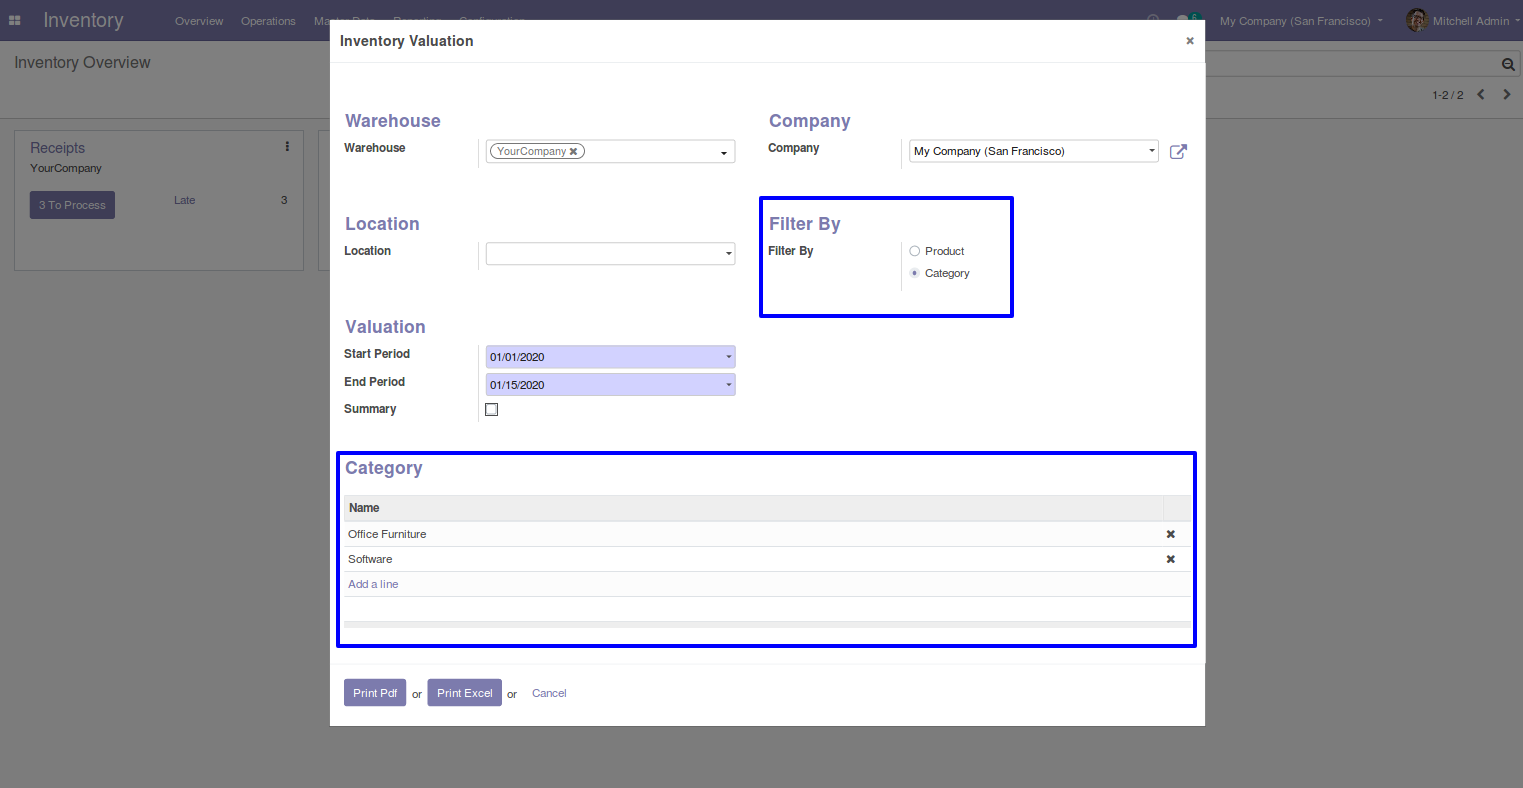 Inventory
Overview
Operations
Master Data
Reporting
Configuration
6
My Company (San Francisco)
Mitchell Admin
Inventory Overview
1-2 / 2
Receipts
YourCompany
3 To Process
Late
3
Inventory Valuation
×
Warehouse
Warehouse
YourCompany
Company
Company
My Company (San Francisco)
Location
Location
Filter By
Filter By
Product
Category
Valuation
Start Period
01/01/2020
End Period
01/15/2020
Summary
Category
Name
Office Furniture
Software
Add a line
Print Pdf or Print Excel or Cancel